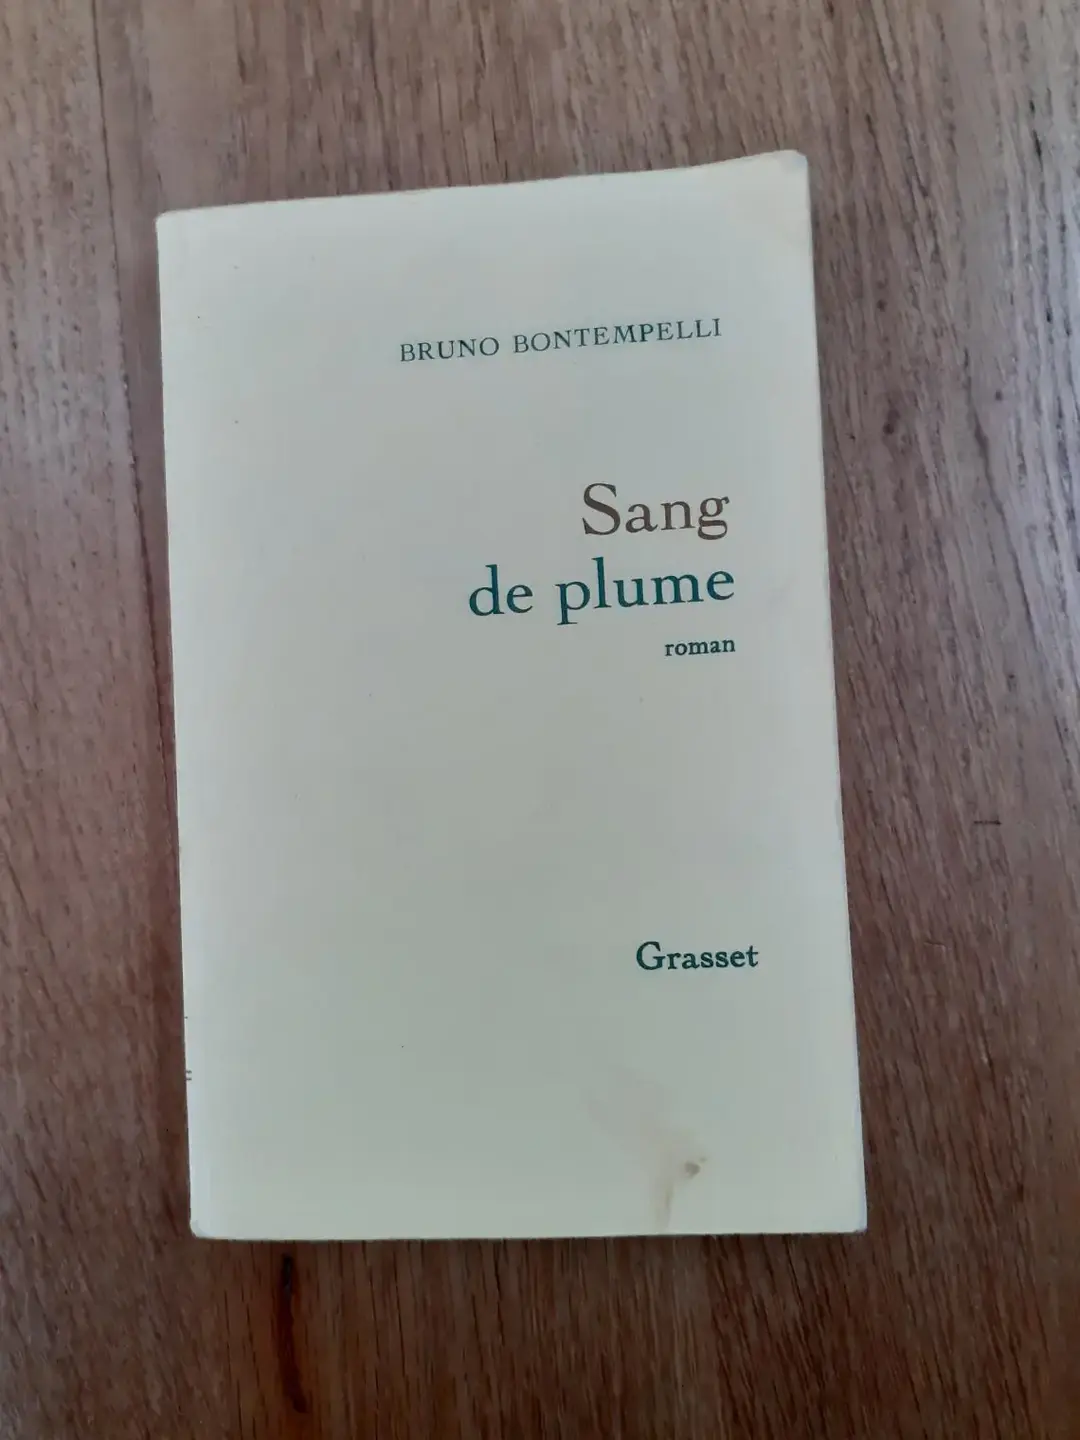 BRUNO BONTEMPELLI
Sang
de plume
roman
Grasset